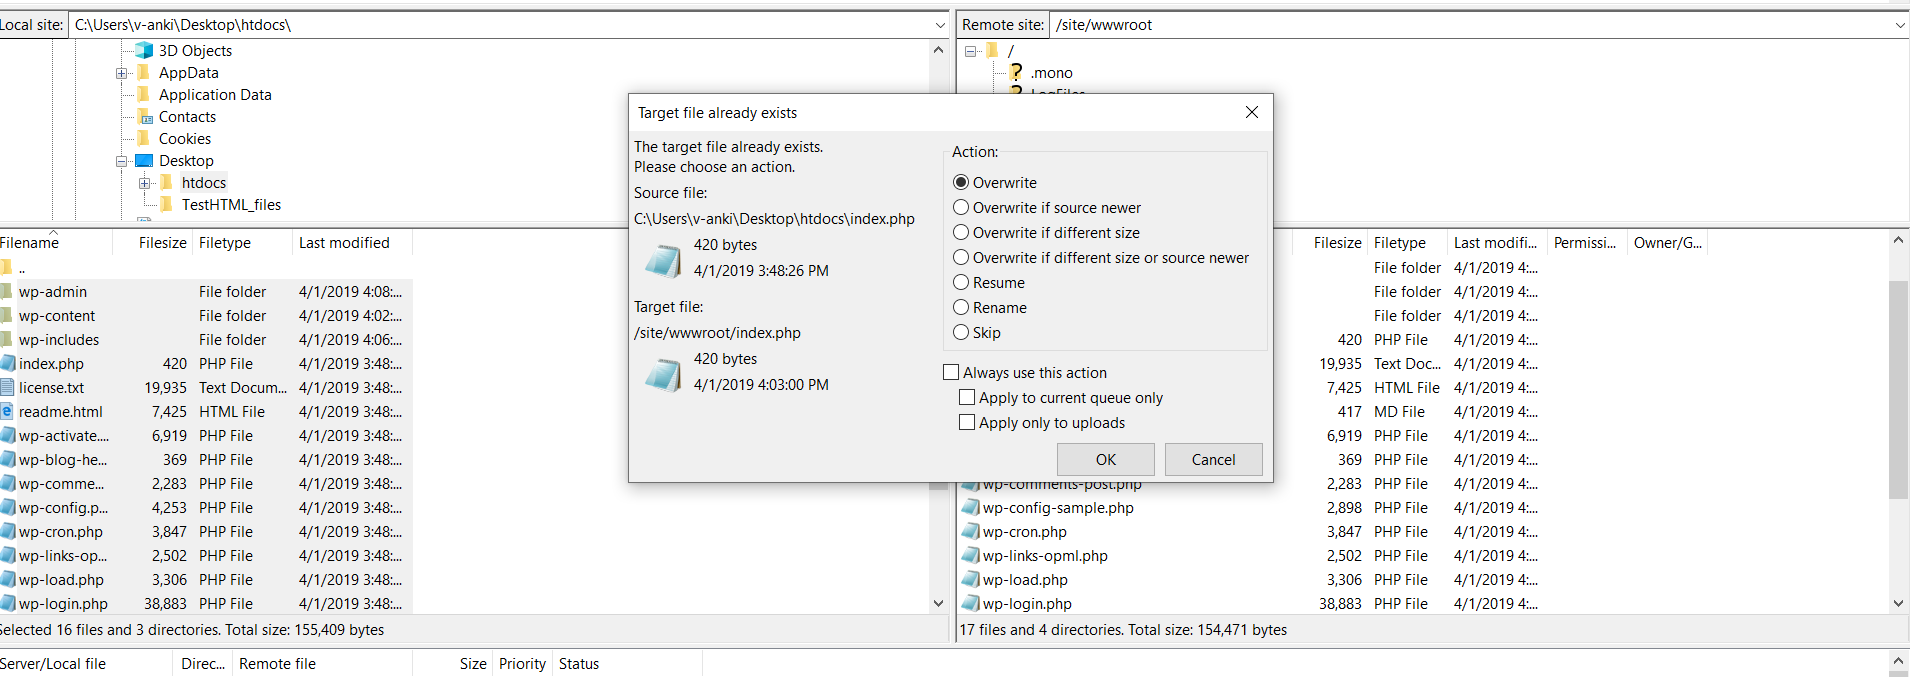 Local site: C:\Users\v-anki\Desktop\htdocs\
3D Objects
AppData
Application Data
Contacts
Cookies
Desktop
htdocs
TestHTML_files
Filename Filesize Filetype Last modified
..
wp-admin File folder 4/1/2019 4:08:...
wp-content File folder 4/1/2019 4:02:...
wp-includes File folder 4/1/2019 4:06:...
index.php 420 PHP File 4/1/2019 3:48:...
license.txt 19,935 Text Docum... 4/1/2019 3:48:...
readme.html 7,425 HTML File 4/1/2019 3:48:...
wp-activate.... 6,919 PHP File 4/1/2019 3:48:...
wp-blog-he... 369 PHP File 4/1/2019 3:48:...
wp-comme... 2,283 PHP File 4/1/2019 3:48:...
wp-config.p... 4,253 PHP File 4/1/2019 3:48:...
wp-cron.php 3,847 PHP File 4/1/2019 3:48:...
wp-links-op... 2,502 PHP File 4/1/2019 3:48:...
wp-load.php 3,306 PHP File 4/1/2019 3:48:...
wp-login.php 38,883 PHP File 4/1/2019 3:48:...
Selected 16 files and 3 directories. Total size: 155,409 bytes
Remote site: /site/wwwroot
/
.mono
LogFiles
Target file already exists
The target file already exists.
Please choose an action.
Source file:
C:\Users\v-anki\Desktop\htdocs\index.php
420 bytes
4/1/2019 3:48:26 PM
Target file:
/site/wwwroot/index.php
420 bytes
4/1/2019 4:03:00 PM
Action:
Overwrite
Overwrite if source newer
Overwrite if different size
Overwrite if different size or source newer
Resume
Rename
Skip
Always use this action
Apply to current queue only
Apply only to uploads
OK Cancel
Filesize Filetype Last modifi... Permissi... Owner/G...
File folder 4/1/2019 4:...
File folder 4/1/2019 4:...
File folder 4/1/2019 4:...
420 PHP File 4/1/2019 4:...
19,935 Text Doc... 4/1/2019 4:...
7,425 HTML File 4/1/2019 4:...
417 MD File 4/1/2019 4:...
6,919 PHP File 4/1/2019 4:...
369 PHP File 4/1/2019 4:...
wp-comments-post.php 2,283 PHP File 4/1/2019 4:...
wp-config-sample.php 2,898 PHP File 4/1/2019 4:...
wp-cron.php 3,847 PHP File 4/1/2019 4:...
wp-links-opml.php 2,502 PHP File 4/1/2019 4:...
wp-load.php 3,306 PHP File 4/1/2019 4:...
wp-login.php 38,883 PHP File 4/1/2019 4:...
17 files and 4 directories. Total size: 154,471 bytes
Server/Local file Direc... Remote file Size Priority Status